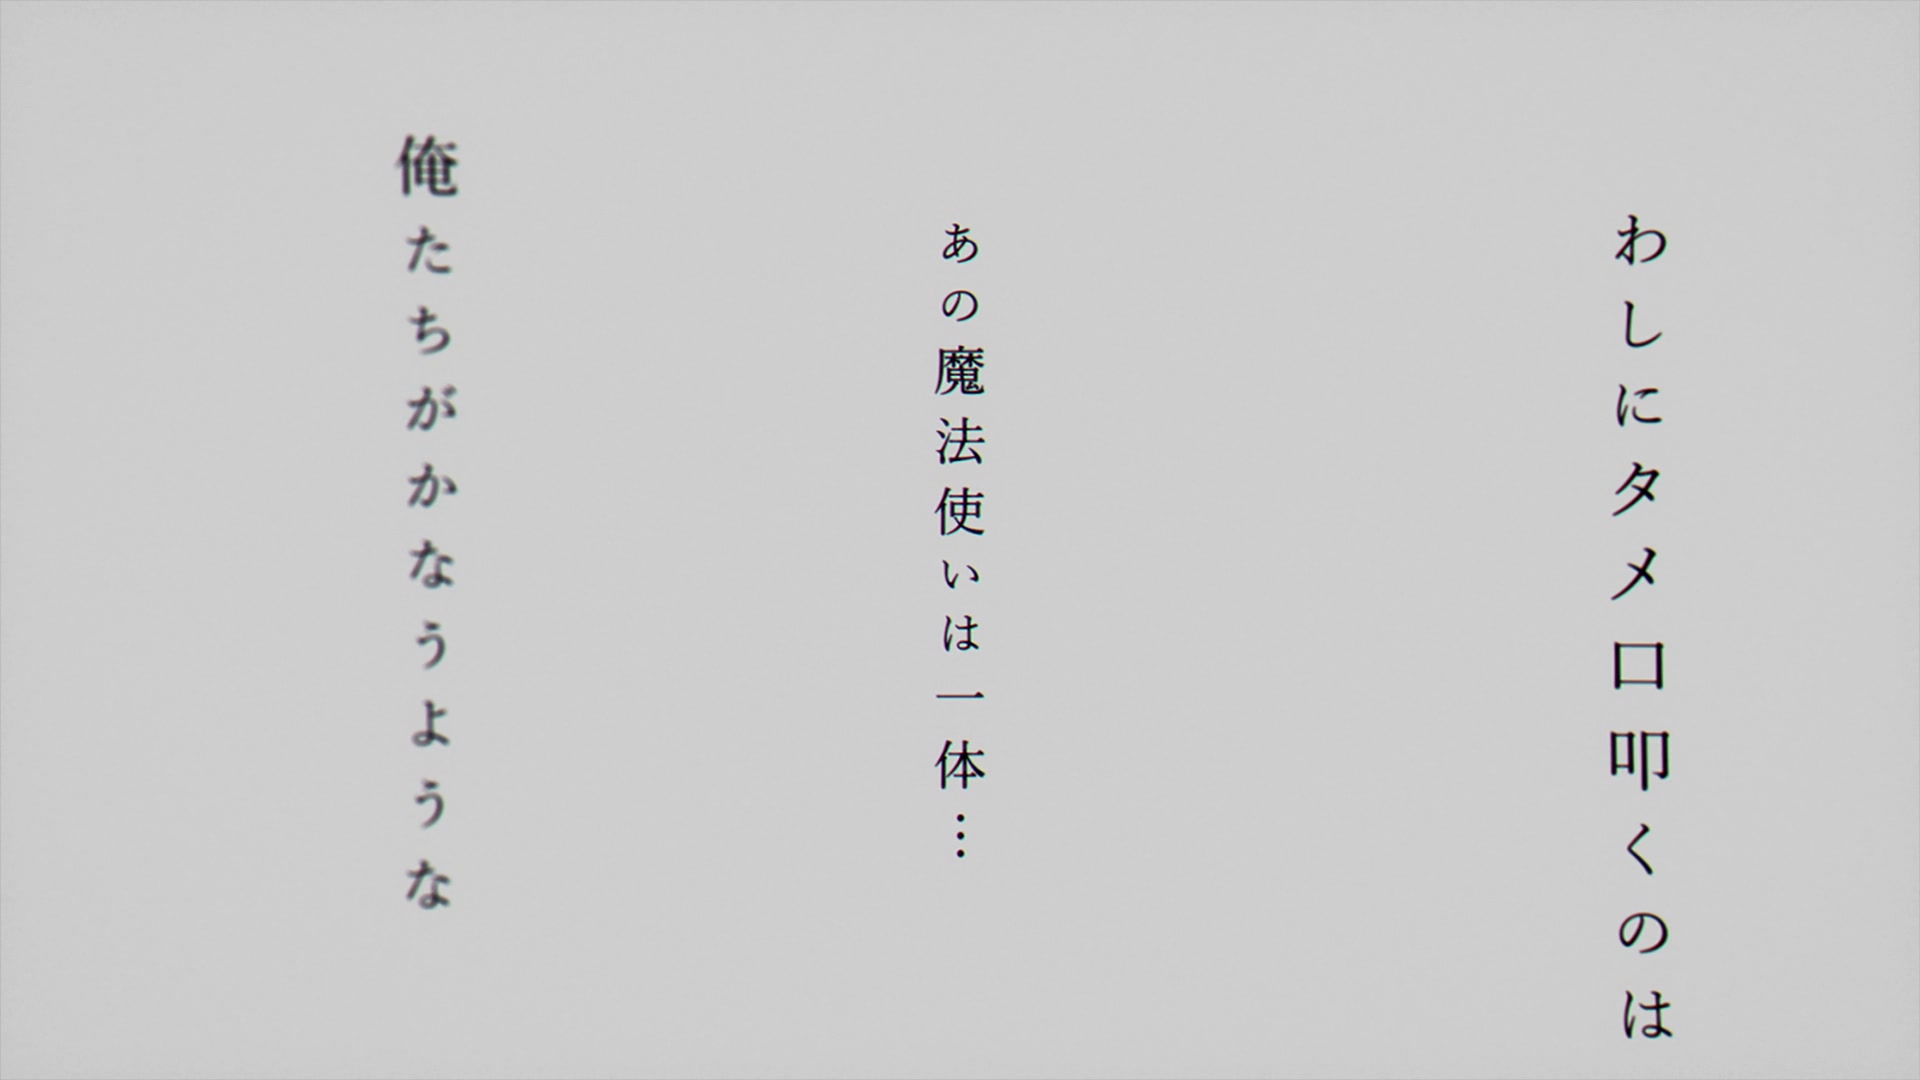 わしにタメ口叩くのは
あの魔法使いは一体…
俺たちがかなうような